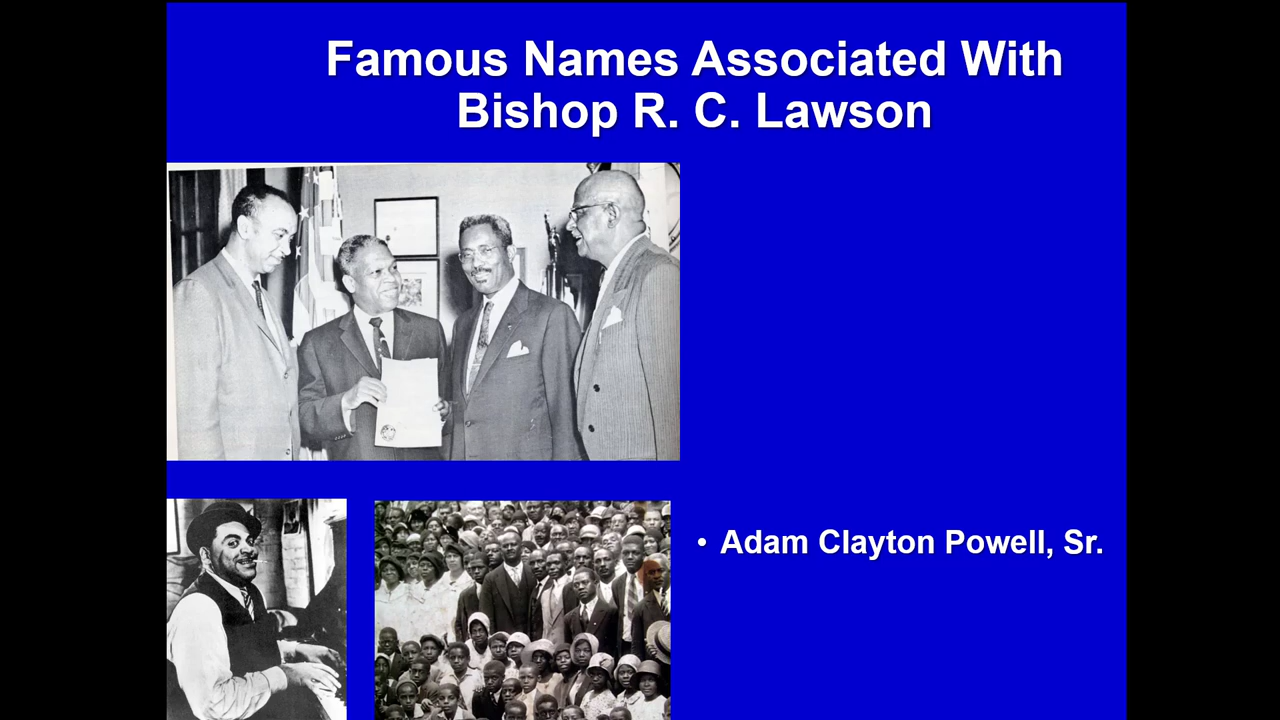 Famous Names Associated With
Bishop R. C. Lawson
• Adam Clayton Powell, Sr.